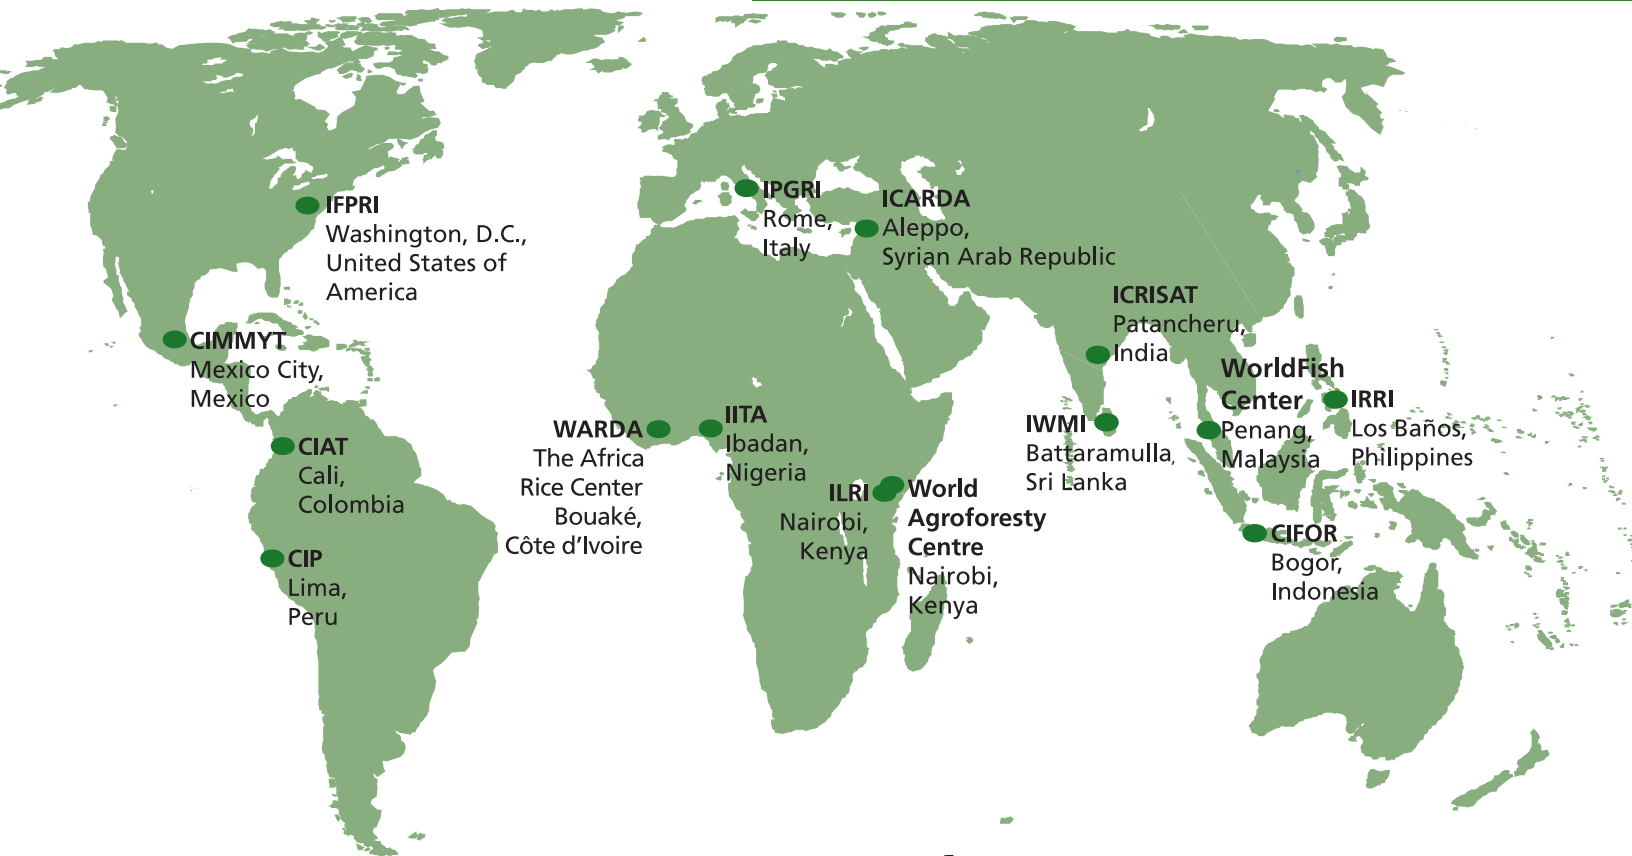 IFPRI
Washington, D.C.,
United States of
America
CIMMYT
Mexico City,
Mexico
CIAT
Cali,
Colombia
CIP
Lima,
Peru
IPGRI
Rome,
Italy
ICARDA
Aleppo,
Syrian Arab Republic
WARDA
The Africa
Rice Center
Bouaké,
Côte d'Ivoire
IITA
Ibadan,
Nigeria
ILRI
Nairobi,
Kenya
World
Agroforesty
Centre
Nairobi,
Kenya
ICRISAT
Patancheru,
India
IWMI
Battaramulla,
Sri Lanka
WorldFish
Center
Penang,
Malaysia
IRRI
Los Baños,
Philippines
CIFOR
Bogor,
Indonesia